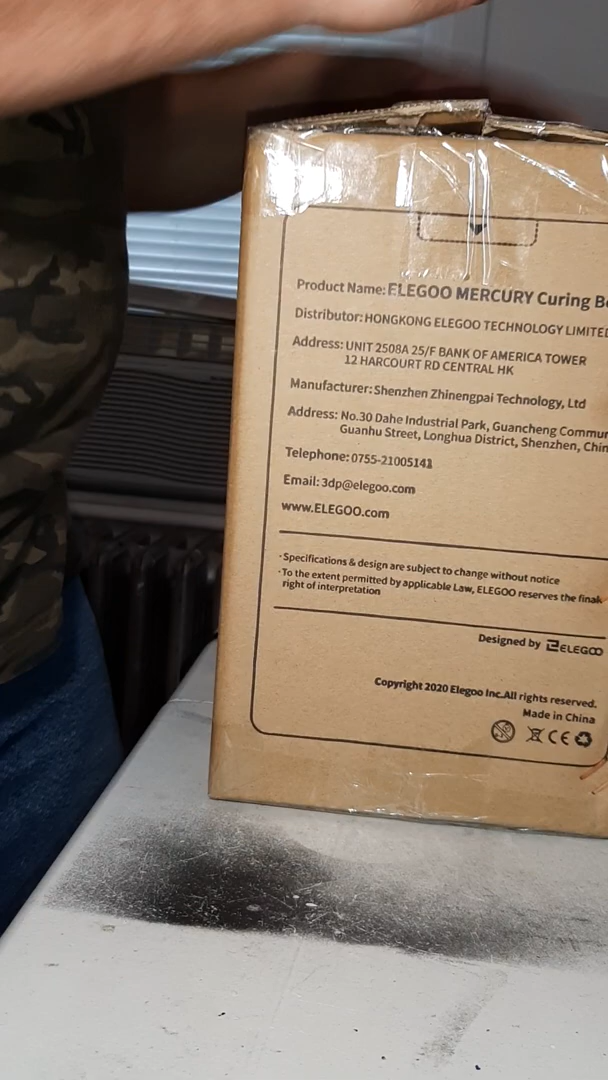 Product Name: ELEGOO MERCURY Curing
Distributor: HONGKONG ELEGOO TECHNOLOGY LIMITED
Address: UNIT 2508A 25/F BANK OF AMERICA TOWER
12 HARCOURT RD CENTRAL HK
Manufacturer: Shenzhen Zhinengpai Technology, Ltd
Address: No.30 Dahe Industrial Park, Guancheng
Guanhu Street, Longhua District, Shenzhen,
Telephone: 0755-21005141
Email: 3dp@elegoo.com
www.ELEGOO.com
·Specifications & design are subject to change without notice
·To the extent permitted by applicable Law, ELEGOO reserves the final
right of interpretation
Designed by ELEGOO
Copyright 2020 Elegoo Inc.All rights reserved.
Made in China
CE